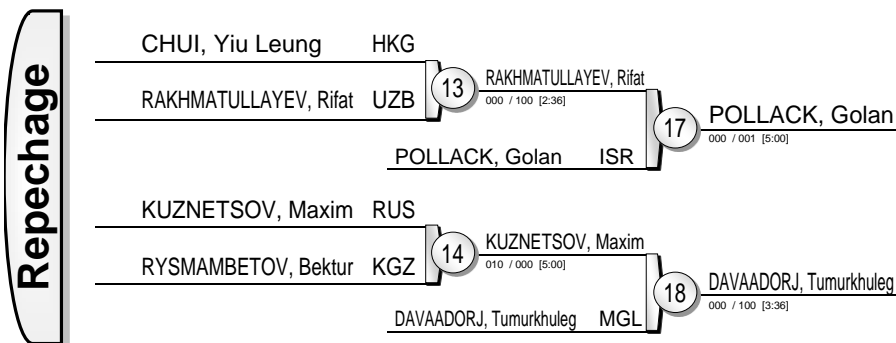 Repechage
CHUI, Yiu Leung HKG
RAKHMATULLAYEV, Rifat UZB
13
RAKHMATULLAYEV, Rifat
000 / 100 [2:36]
POLLACK, Golan ISR
17
POLLACK, Golan
000 / 001 [5:00]
KUZNETSOV, Maxim RUS
RYSMAMBETOV, Bektur KGZ
14
KUZNETSOV, Maxim
010 / 000 [5:00]
DAVAADORJ, Tumurkhuleg MGL
18
DAVAADORJ, Tumurkhuleg
000 / 100 [3:36]